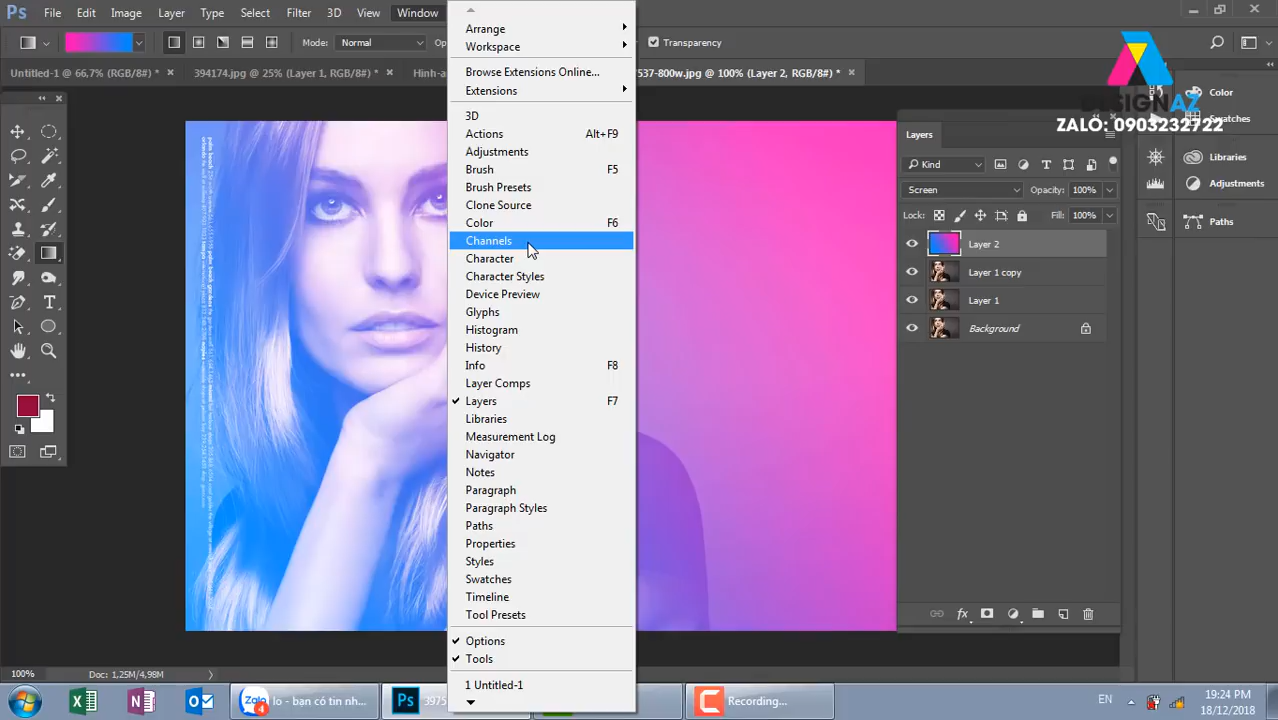 Ps File Edit Image Layer Type Select Filter 3D View Window
Mode: Normal Transparency
Untitled-1 @ 66,7% (RGB/8#) * × 394174.jpg @ 25% (Layer 1, RGB/8#) * × 537-800w.jpg @ 100% (Layer 2, RGB/8#) * ×
ZALO: 0903232722
Arrange
Workspace
Browse Extensions Online...
Extensions
3D
Actions Alt+F9
Adjustments
Brush F5
Brush Presets
Clone Source
Color F6
Channels
Character
Character Styles
Device Preview
Glyphs
Histogram
History
Info F8
Layer Comps
Layers F7
Libraries
Measurement Log
Navigator
Notes
Paragraph
Paragraph Styles
Paths
Properties
Styles
Swatches
Timeline
Tool Presets
Options
Tools
1 Untitled-1
Color
Swatches
Libraries
Adjustments
Paths
Layers
Kind
Screen Opacity: 100%
Lock: Fill: 100%
Layer 2
Layer 1 copy
Layer 1
Background
fx
100% Doc: 1,25M/4,98M
Zalo 4 lo - bạn có tin nh... Ps Recording...
EN 19:24 PM
18/12/2018